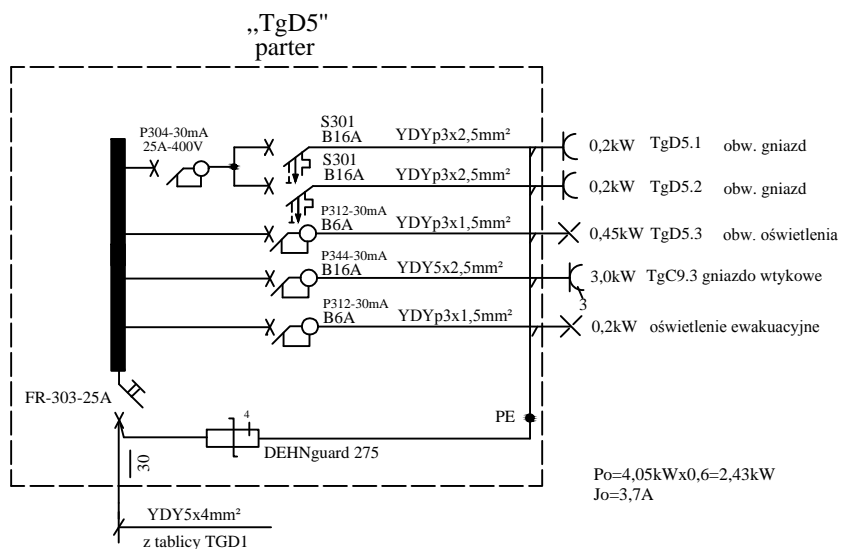 „TgD5"
parter
P304-30mA
25A-400V
S301
B16A
YDYp3x2,5mm²
0,2kW TgD5.1 obw. gniazd
S301
B16A
YDYp3x2,5mm²
0,2kW TgD5.2 obw. gniazd
P312-30mA
B6A
YDYp3x1,5mm²
0,45kW TgD5.3 obw. oświetlenia
P344-30mA
B16A
YDY5x2,5mm²
3,0kW TgC9.3 gniazdo wtykowe
3
P312-30mA
B6A
YDYp3x1,5mm²
0,2kW oświetlenie ewakuacyjne
FR-303-25A
PE
4
DEHNguard 275
30
Po=4,05kWx0,6=2,43kW
Jo=3,7A
YDY5x4mm²
z tablicy TGD1